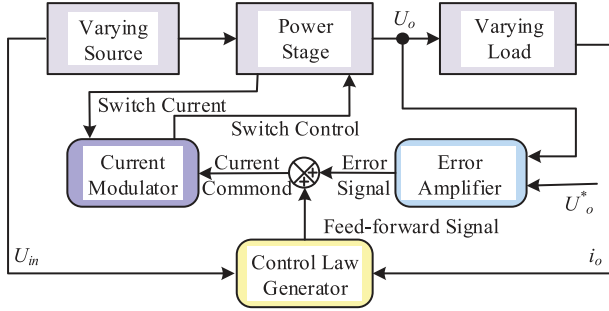 Varying
Source
Power
Stage
U_o
Varying
Load
Switch Current
Switch Control
Current
Modulator
Current
Commond
+
+
Error
Signal
Error
Amplifier
U*_o
Feed-forward Signal
U_in
Control Law
Generator
i_o